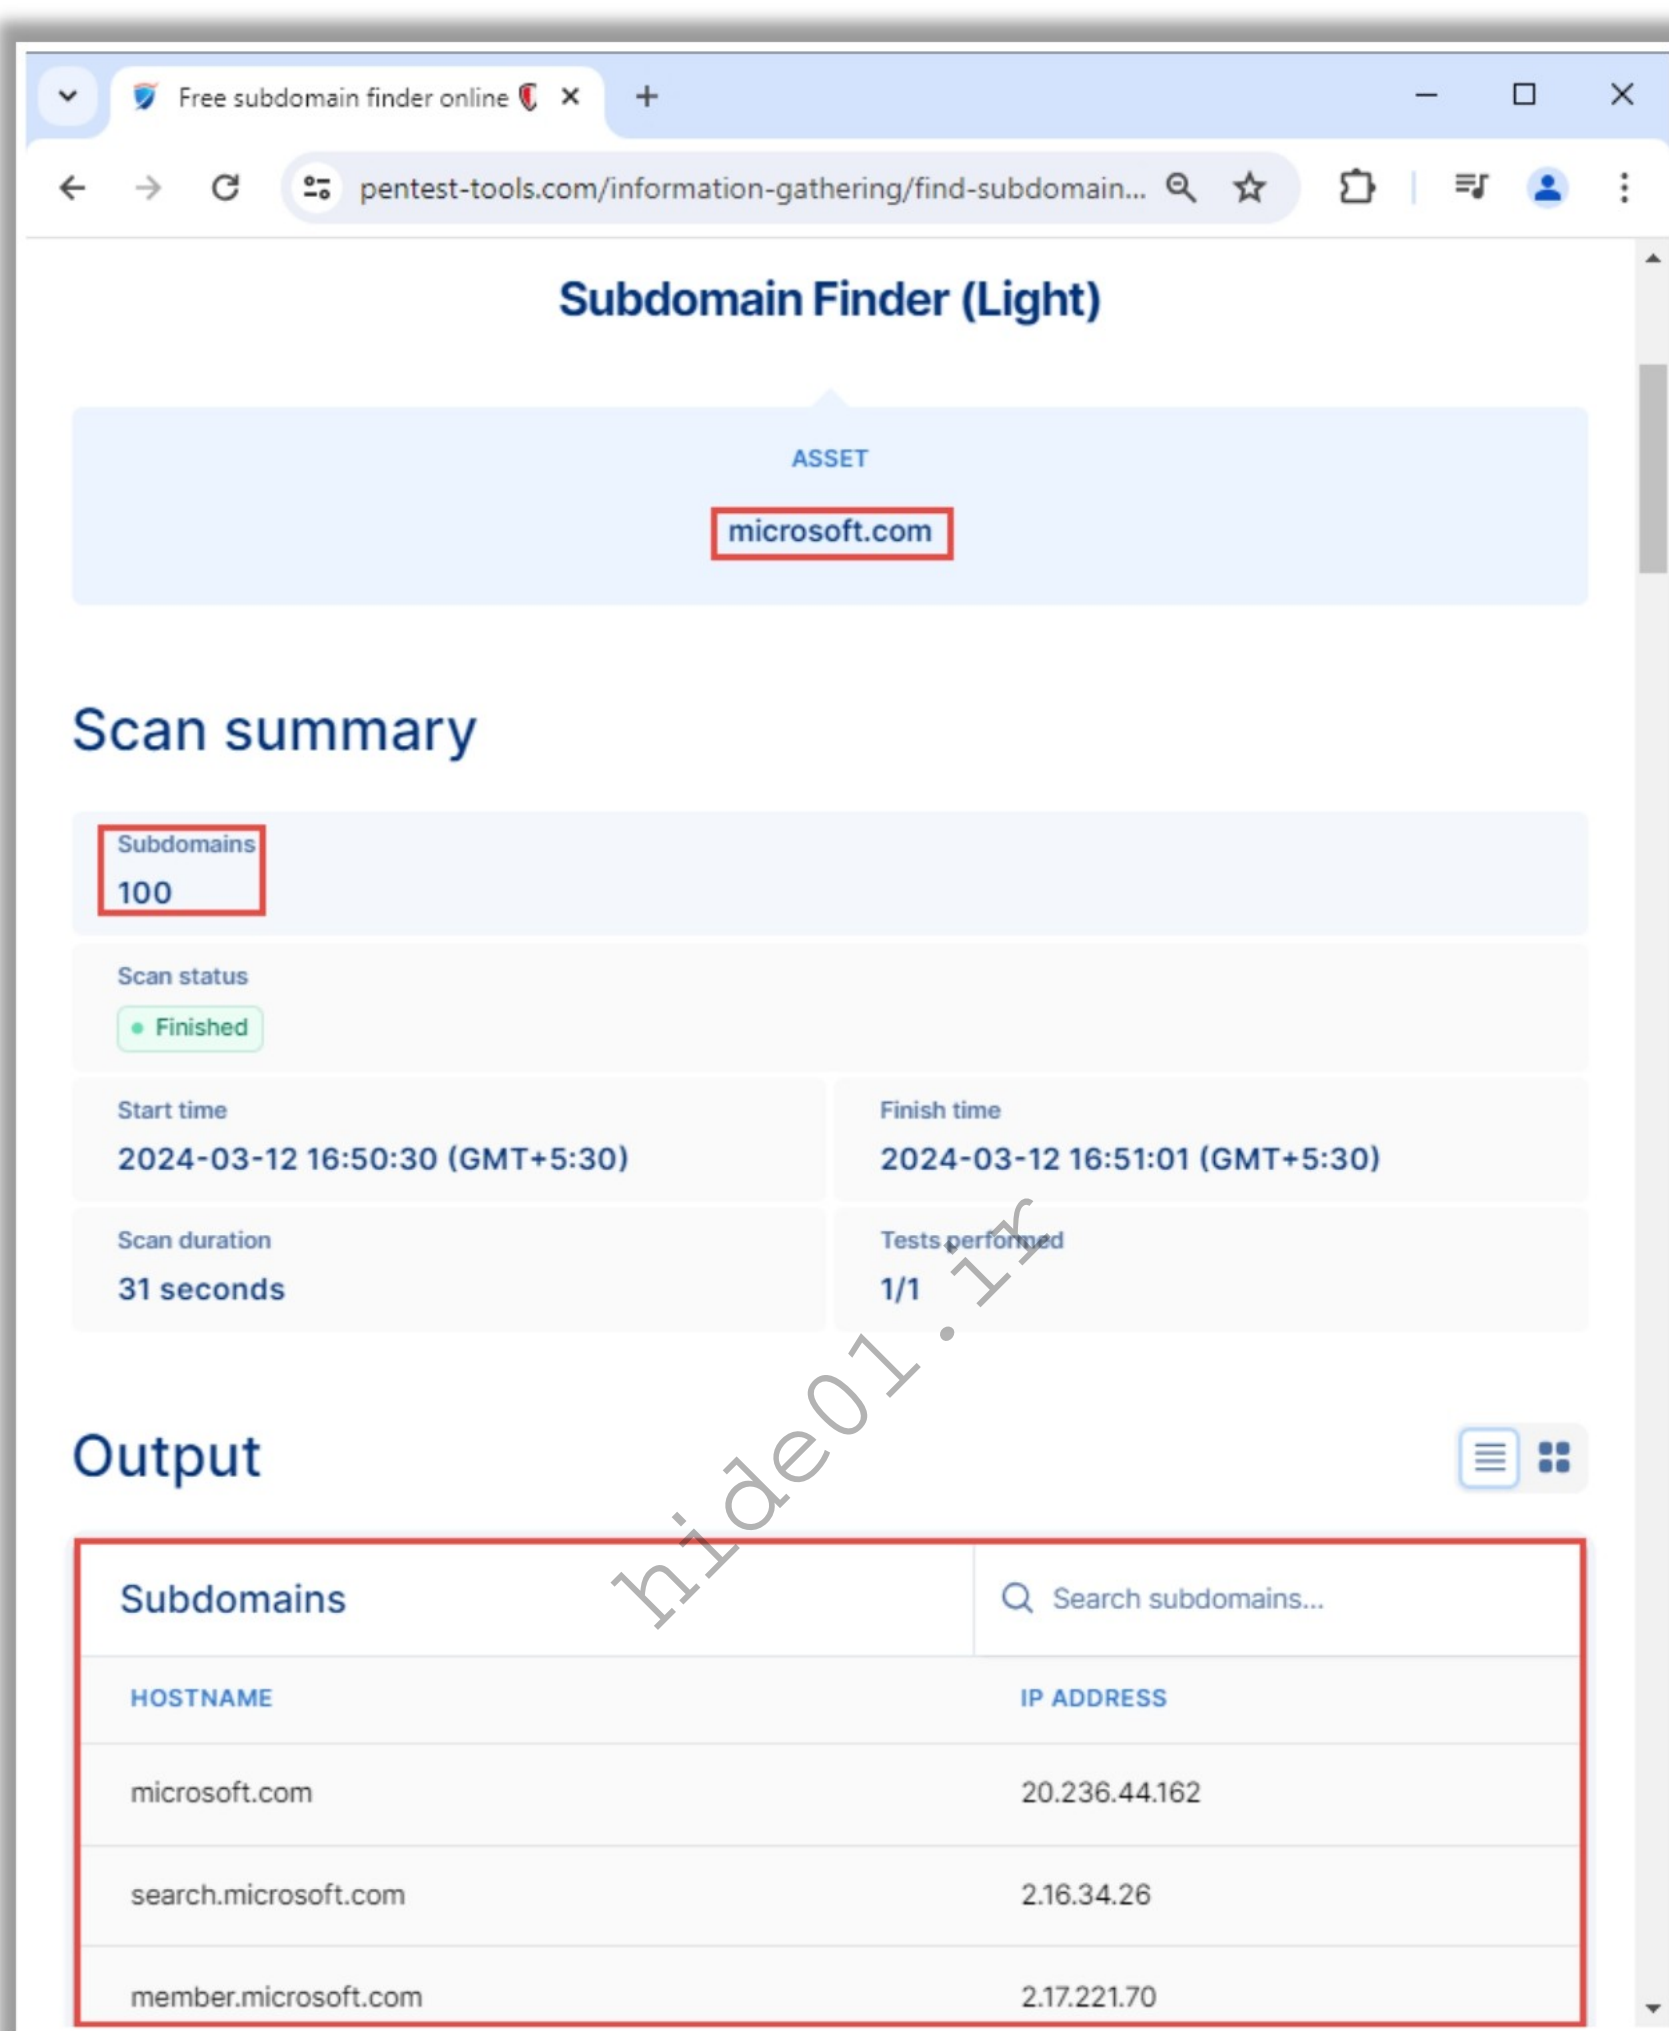 Free subdomain finder online
pentest-tools.com/information-gathering/find-subdomain...
Subdomain Finder (Light)
ASSET
microsoft.com
Scan summary
Subdomains
100
Scan status
Finished
Start time
2024-03-12 16:50:30 (GMT+5:30)
Finish time
2024-03-12 16:51:01 (GMT+5:30)
Scan duration
31 seconds
Tests performed
1/1
hide01.ir
Output
Subdomains
Search subdomains...
HOSTNAME IP ADDRESS
microsoft.com 20.236.44.162
search.microsoft.com 2.16.34.26
member.microsoft.com 2.17.221.70